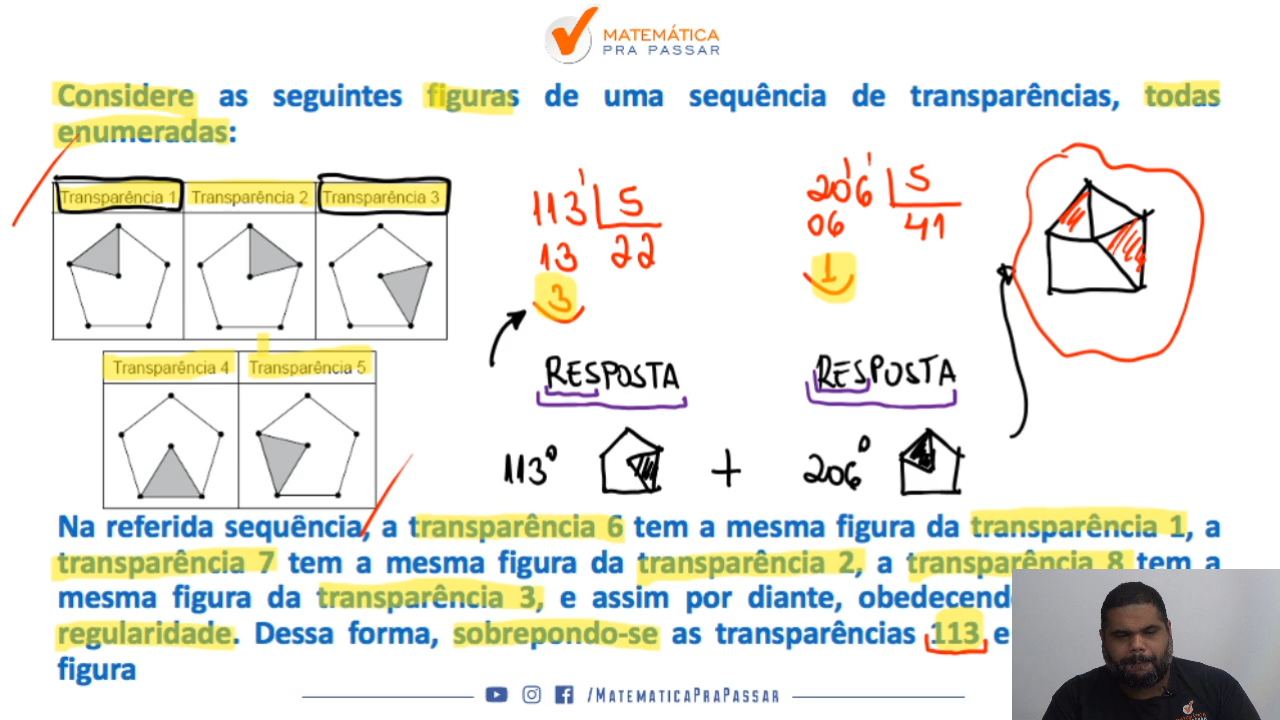 MATEMÁTICA
PRA PASSAR
Considere as seguintes figuras de uma sequência de transparências, todas
enumeradas:
Transparência 1 Transparência 2 Transparência 3
113 5
13 22
3
206 5
06 41
1
Transparência 4 Transparência 5
RESPOSTA RESPOSTA
113º + 206º
Na referida sequência, a transparência 6 tem a mesma figura da transparência 1, a
transparência 7 tem a mesma figura da transparência 2, a transparência 8 tem a
mesma figura da transparência 3, e assim por diante, obedecend
regularidade. Dessa forma, sobrepondo-se as transparências 113 e
figura
/MATEMATICAPRAPASSAR